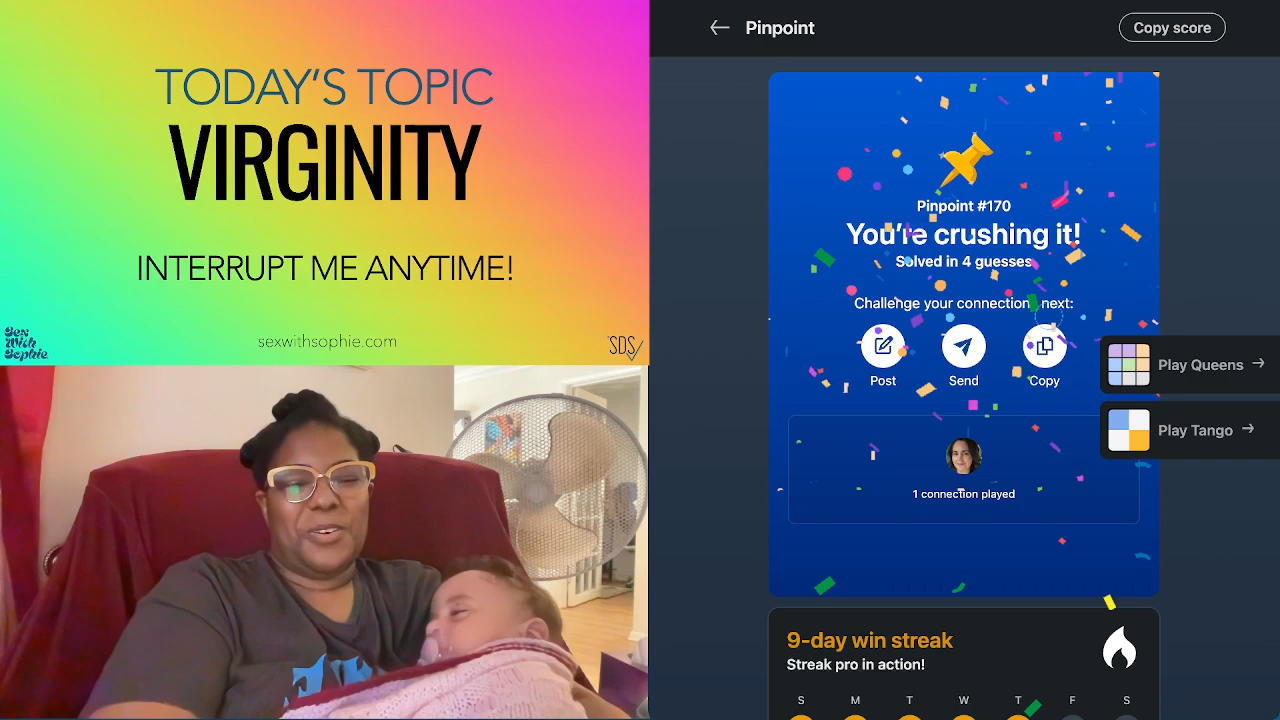 TODAY'S TOPIC
VIRGINITY
INTERRUPT ME ANYTIME!
Sex
With
Sophie
sexwithsophie.com
SDS
Pinpoint
Copy score
Pinpoint #170
You're crushing it!
Solved in 4 guesses
Challenge your connections next:
Post
Send
Copy
1 connection played
Play Queens
Play Tango
9-day win streak
Streak pro in action!
S M T W T F S